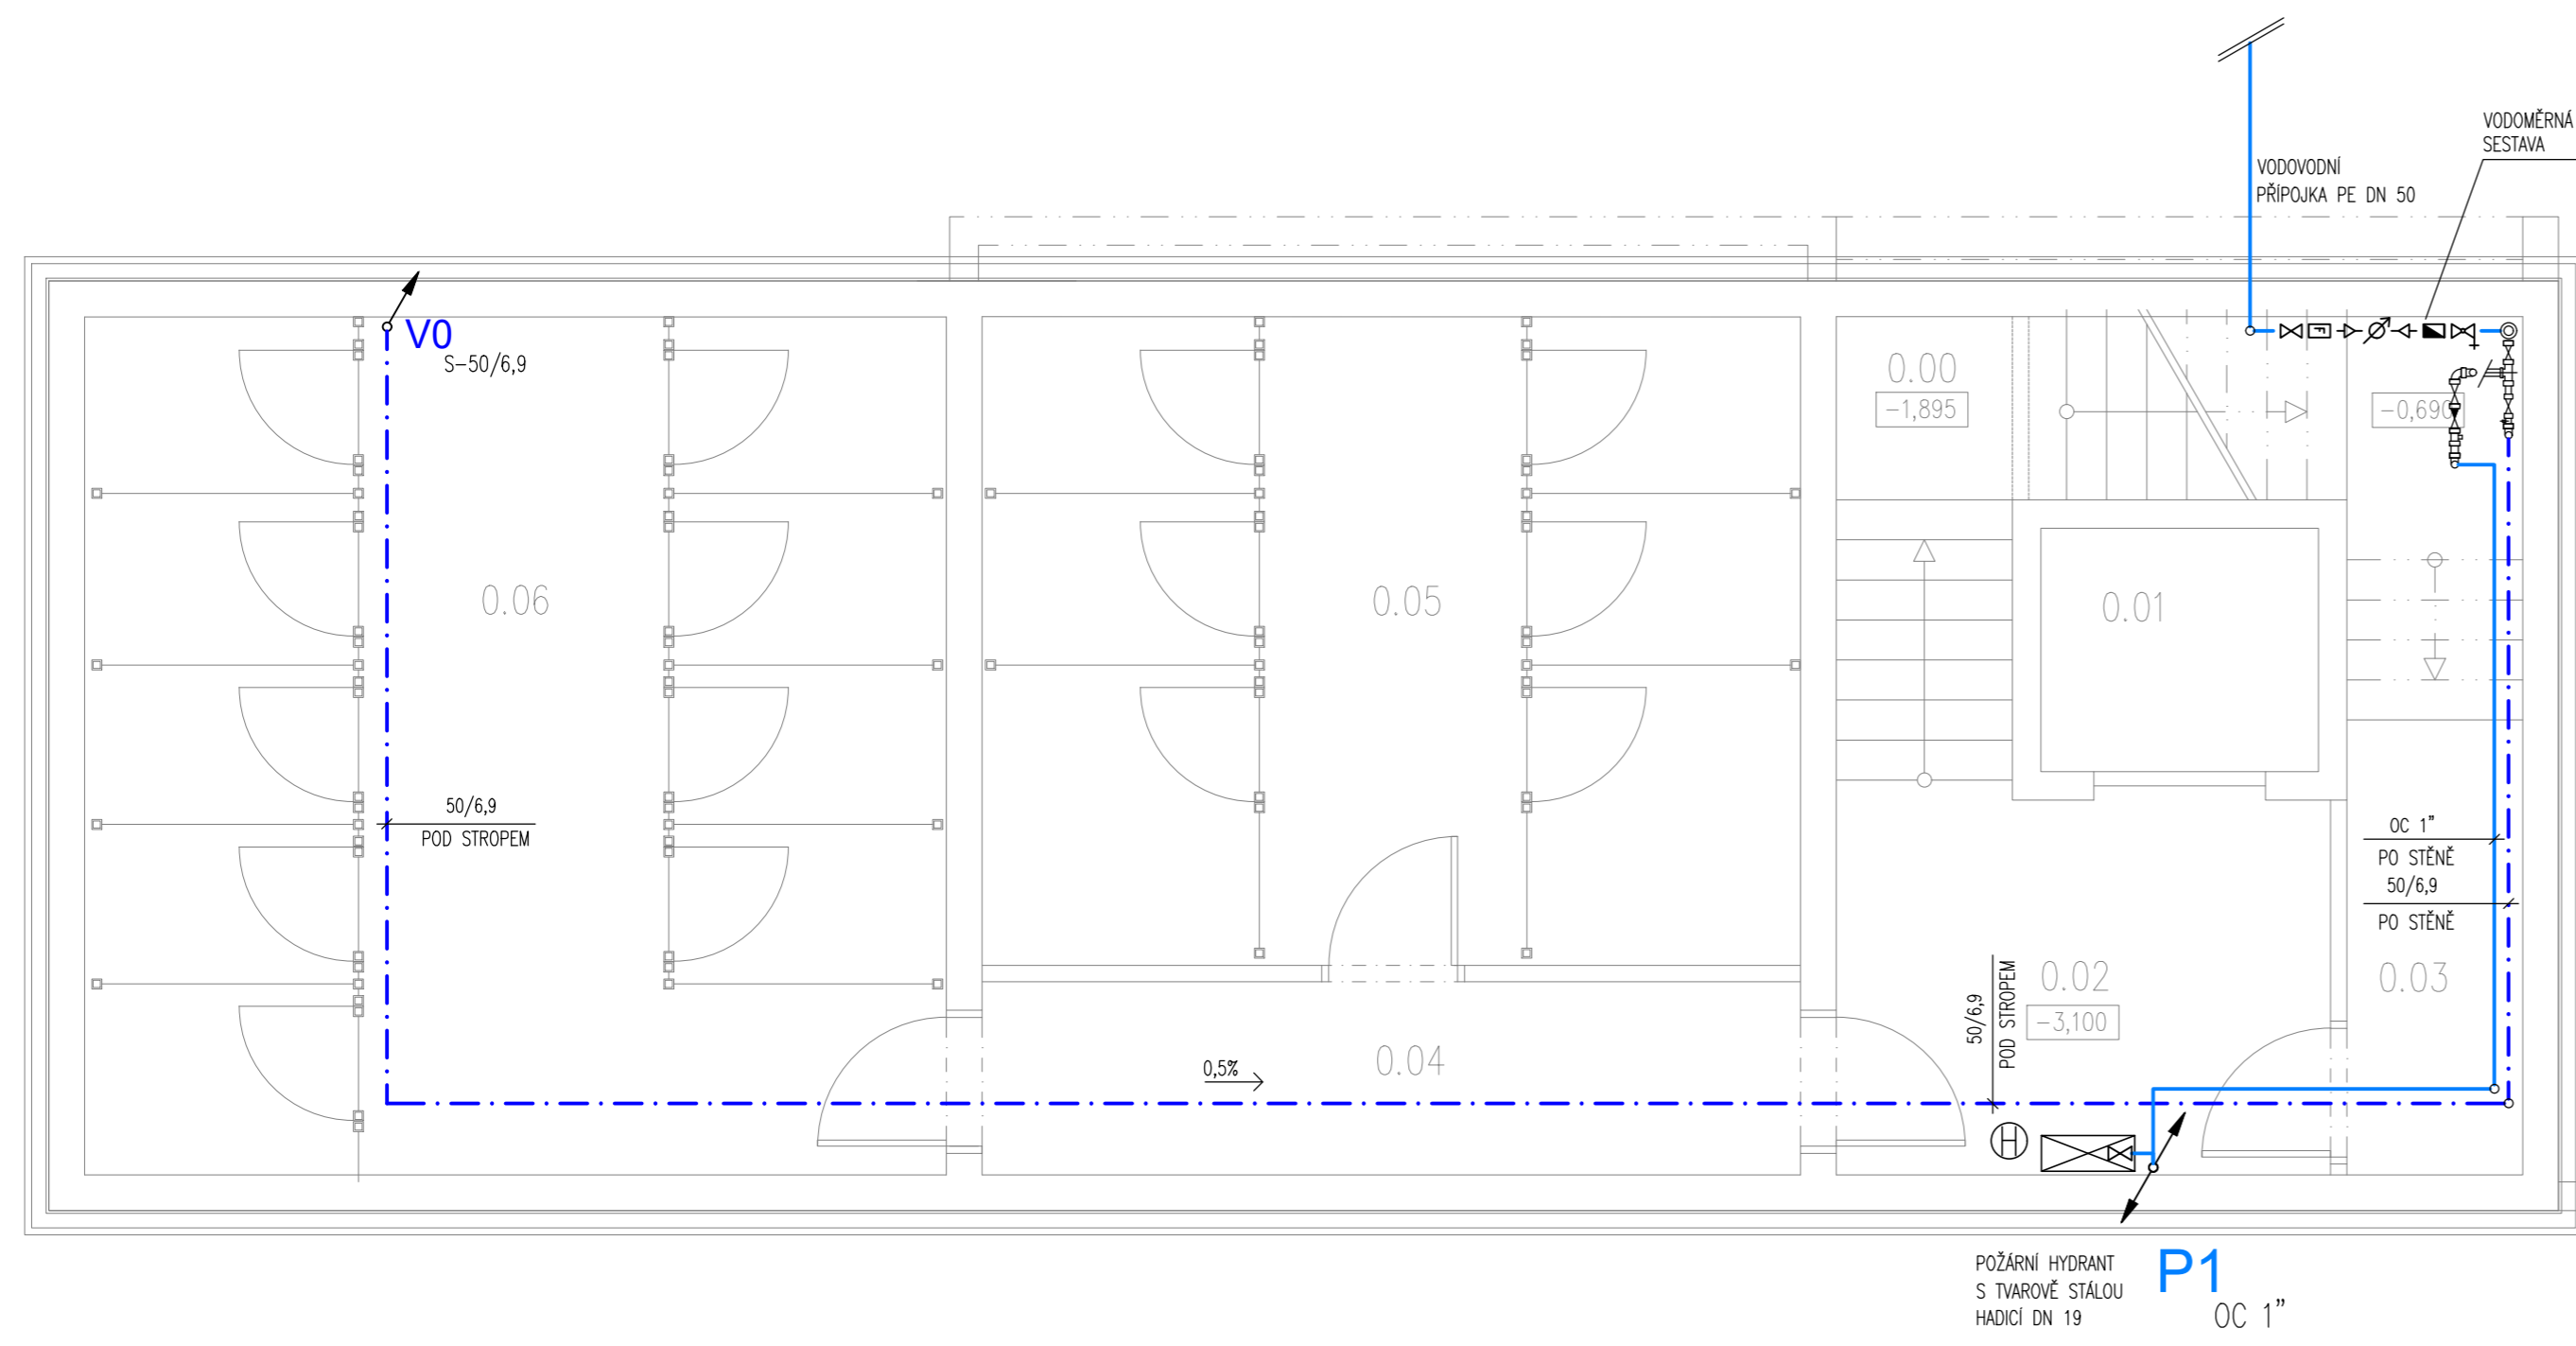 VODOMĚRNÁ
SESTAVA
VODOVODNÍ
PŘÍPOJKA PE DN 50
V0
S-50/6,9
0.00
-1,895
-0,690
0.06
0.05
0.01
50/6,9
POD STROPEM
OC 1"
PO STĚNĚ
50/6,9
PO STĚNĚ
0.02
-3,100
0.03
50/6,9
POD STROPEM
0.04
0,5%
H
POŽÁRNÍ HYDRANT
S TVAROVĚ STÁLOU
HADICÍ DN 19
P1
OC 1"
F